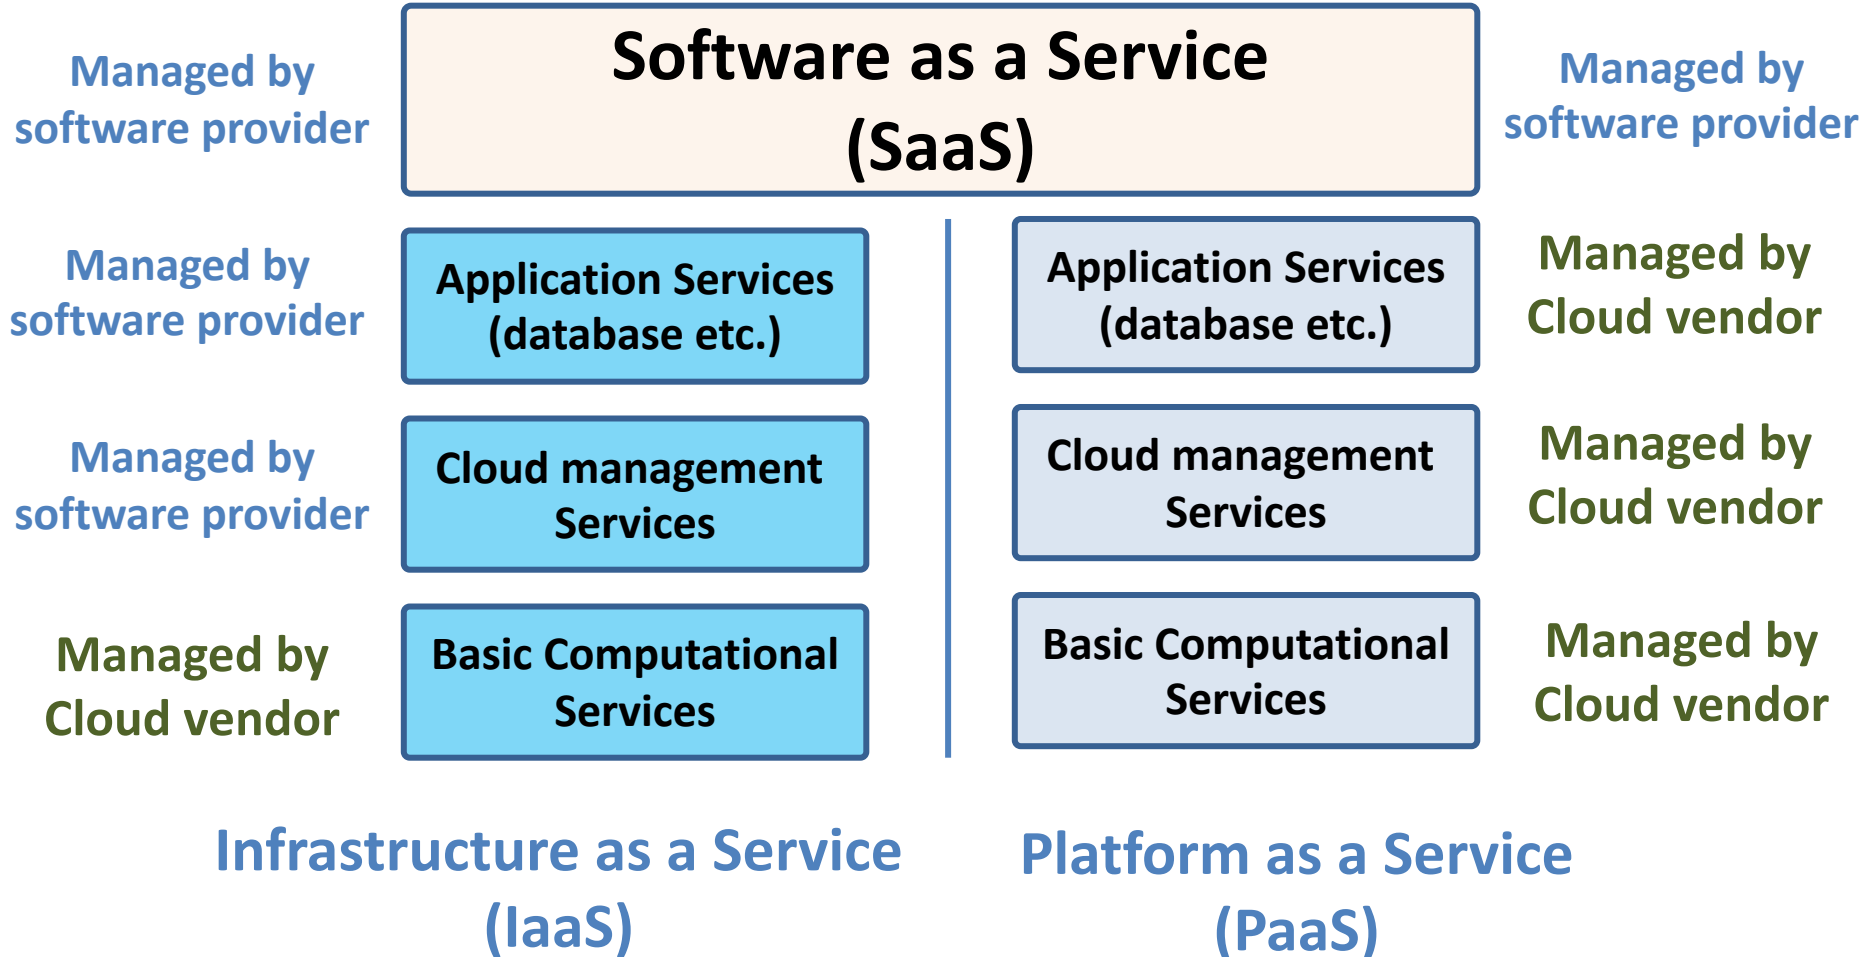 Software as a Service
(SaaS)
Managed by
software provider
Managed by
software provider
Managed by
software provider
Application Services
(database etc.)
Application Services
(database etc.)
Managed by
Cloud vendor
Managed by
software provider
Cloud management
Services
Cloud management
Services
Managed by
Cloud vendor
Managed by
Cloud vendor
Basic Computational
Services
Basic Computational
Services
Managed by
Cloud vendor
Infrastructure as a Service
(IaaS)
Platform as a Service
(PaaS)